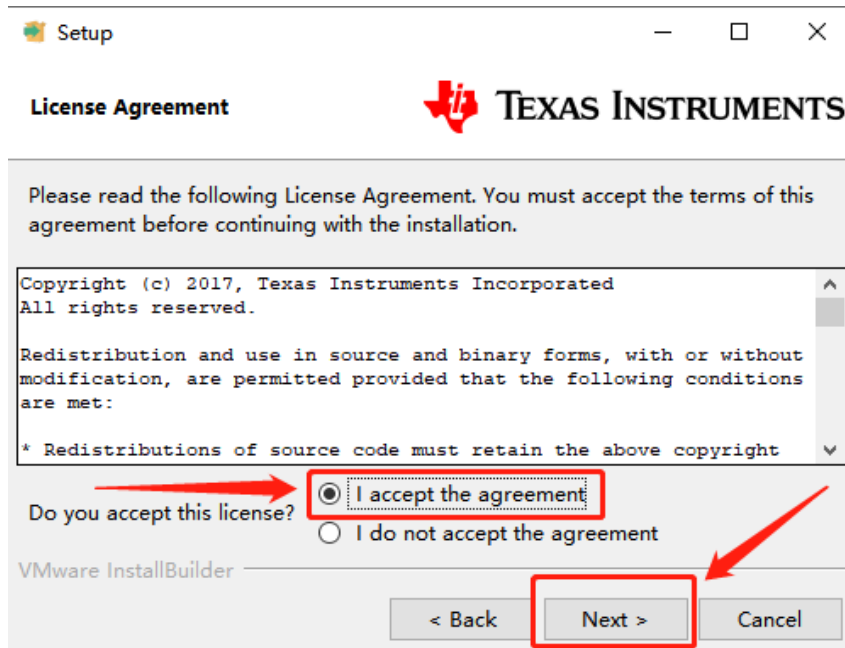 Setup
License Agreement
TEXAS INSTRUMENTS
Please read the following License Agreement. You must accept the terms of this
agreement before continuing with the installation.
Copyright (c) 2017, Texas Instruments Incorporated
All rights reserved.
Redistribution and use in source and binary forms, with or without
modification, are permitted provided that the following conditions
are met:
* Redistributions of source code must retain the above copyright
Do you accept this license?
I accept the agreement
I do not accept the agreement
VMware InstallBuilder
< Back
Next >
Cancel